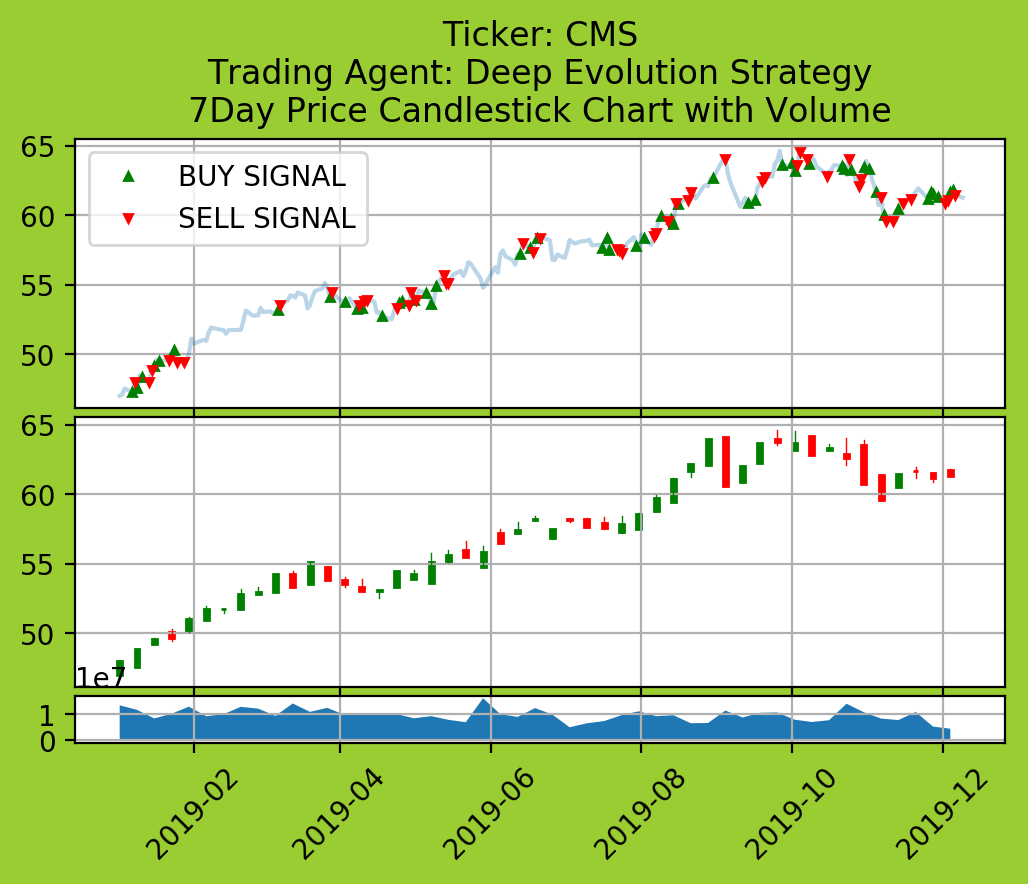 Ticker: CMS
Trading Agent: Deep Evolution Strategy
7Day Price Candlestick Chart with Volume
65
60
55
50
BUY SIGNAL
SELL SIGNAL
65
60
55
50
1e7
1
0
2019-02
2019-04
2019-06
2019-08
2019-10
2019-12